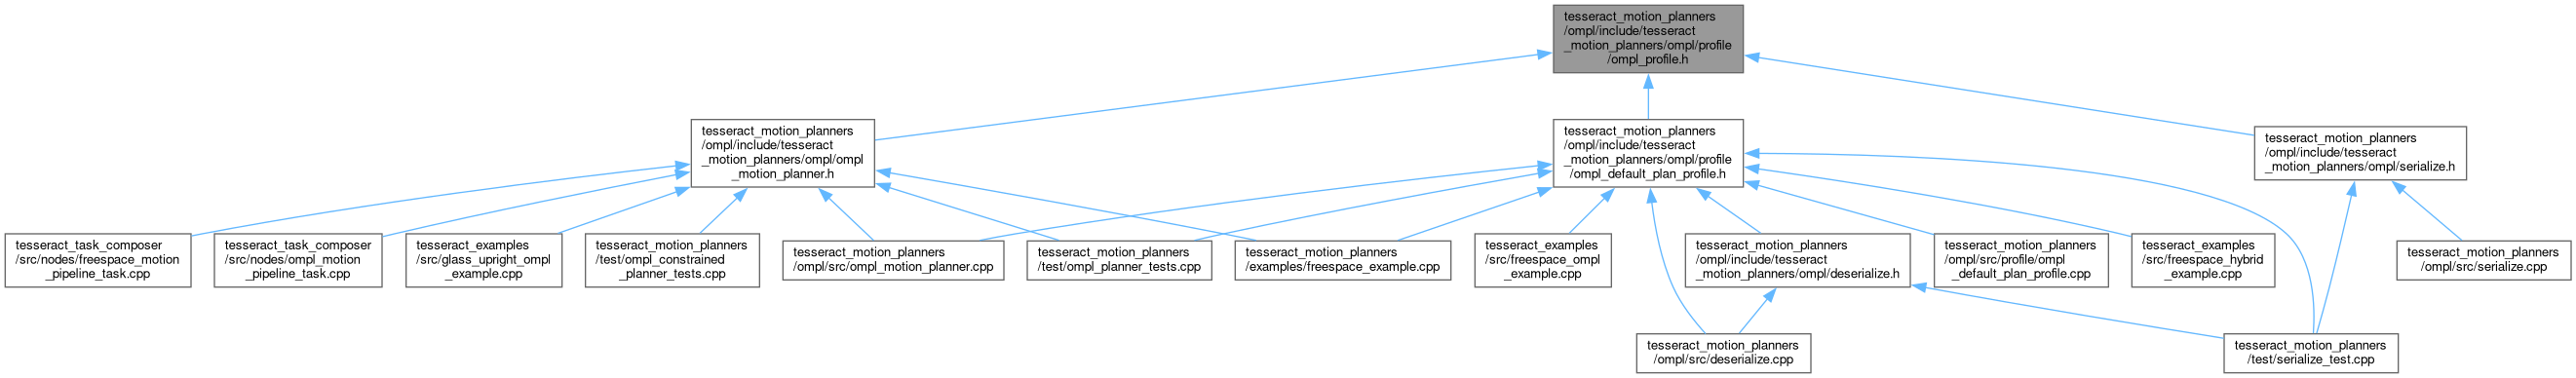 tesseract_motion_planners
/ompl/include/tesseract
_motion_planners/ompl/profile
/ompl_profile.h
tesseract_motion_planners
/ompl/include/tesseract
_motion_planners/ompl/ompl
_motion_planner.h
tesseract_motion_planners
/ompl/include/tesseract
_motion_planners/ompl/profile
/ompl_default_plan_profile.h
tesseract_motion_planners
/ompl/include/tesseract
_motion_planners/ompl/serialize.h
tesseract_task_composer
/src/nodes/freespace_motion
_pipeline_task.cpp
tesseract_task_composer
/src/nodes/ompl_motion
_pipeline_task.cpp
tesseract_examples
/src/glass_upright_ompl
_example.cpp
tesseract_motion_planners
/test/ompl_constrained
_planner_tests.cpp
tesseract_motion_planners
/ompl/src/ompl_motion_planner.cpp
tesseract_motion_planners
/test/ompl_planner_tests.cpp
tesseract_motion_planners
/examples/freespace_example.cpp
tesseract_examples
/src/freespace_ompl
_example.cpp
tesseract_motion_planners
/ompl/include/tesseract
_motion_planners/ompl/deserialize.h
tesseract_motion_planners
/ompl/src/profile/ompl
_default_plan_profile.cpp
tesseract_examples
/src/freespace_hybrid
_example.cpp
tesseract_motion_planners
/ompl/src/serialize.cpp
tesseract_motion_planners
/ompl/src/deserialize.cpp
tesseract_motion_planners
/test/serialize_test.cpp